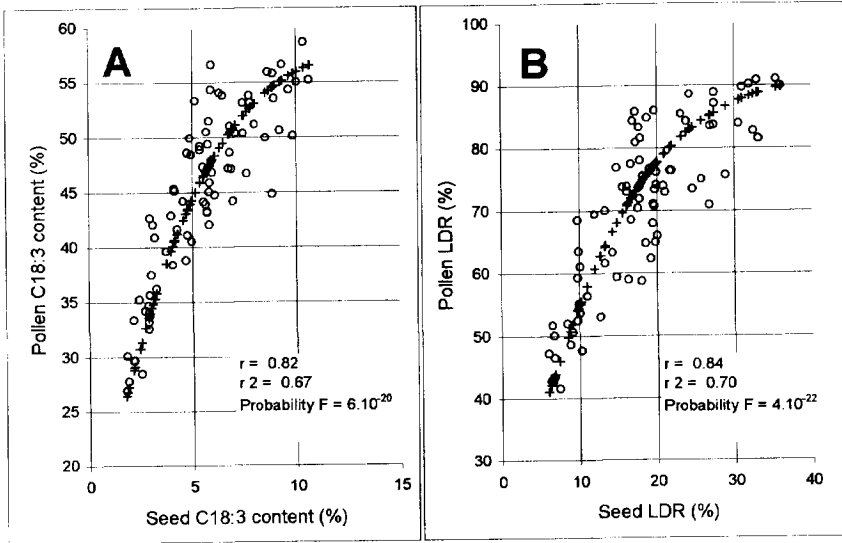 A
Pollen C18:3 content (%)
60
55
50
45
40
35
30
25
20
r = 0.82
r 2 = 0.67
Probability F = 6.10-20
0
5
10
15
Seed C18:3 content (%)
B
Pollen LDR (%)
100
90
80
70
60
50
40
30
r = 0.84
r 2 = 0.70
Probability F = 4.10-22
0
10
20
30
40
Seed LDR (%)